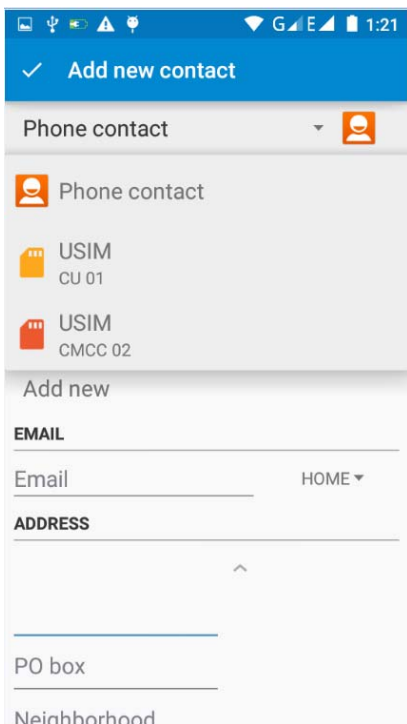 G E 1:21
Add new contact
Phone contact
Phone contact
USIM
CU 01
USIM
CMCC 02
Add new
EMAIL
Email HOME
ADDRESS
PO box
Neighborhood